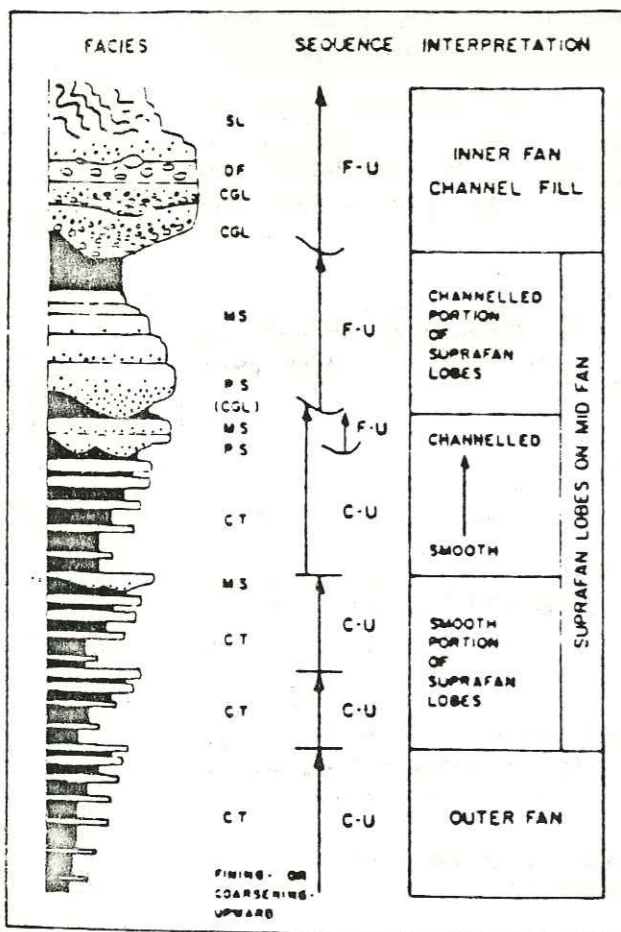 FACIES SEQUENCE INTERPRETATION
SL
DF
CGL
CGL
F-U
INNER FAN
CHANNEL FILL
MS
PS
(CGL)
F-U
CHANNELLED
PORTION
OF
SUPRAFAN
LOBES
MS
PS
F-U
CT
C-U
CHANNELLED
SMOOTH
MS
CT
C-U
CT
C-U
SMOOTH
PORTION
OF
SUPRAFAN
LOBES
SUPRAFAN LOBES ON MID FAN
CT
C-U
OUTER FAN
FINING- OR
COARSENING-
UPWARD